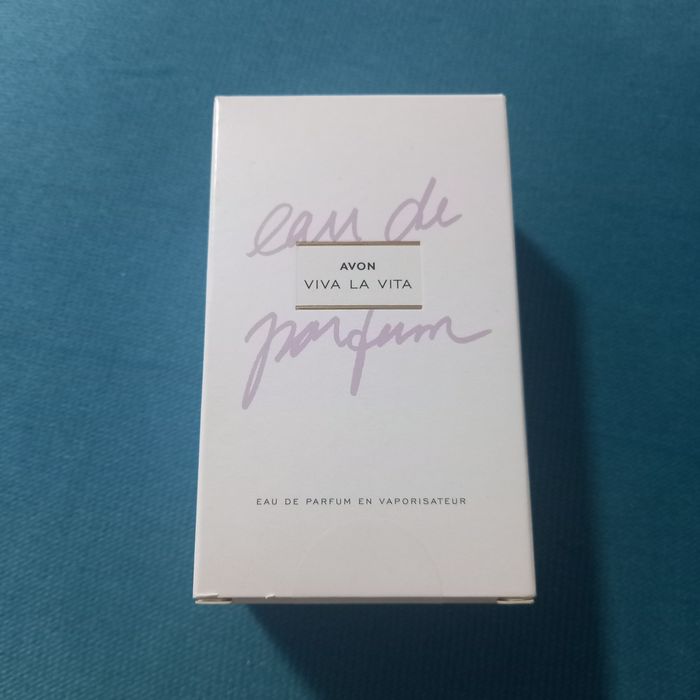 eau de
AVON
VIVA LA VITA
parfum
EAU DE PARFUM EN VAPORISATEUR